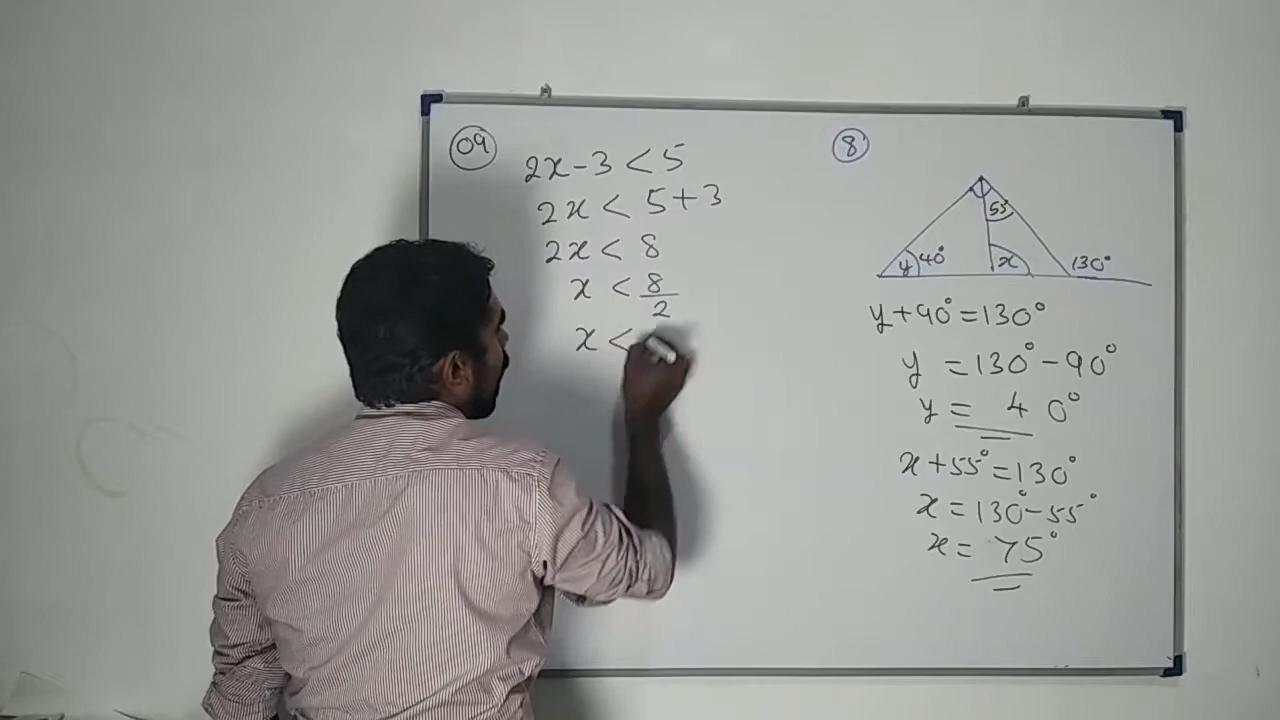 09
2x-3 < 5
2x < 5+3
2x < 8
x < 8/2
x <
8
55
y 40° x 130°
y+90°=130°
y =130°-90°
y = 40°
x+55°=130°
x=130°-55°
x= 75°